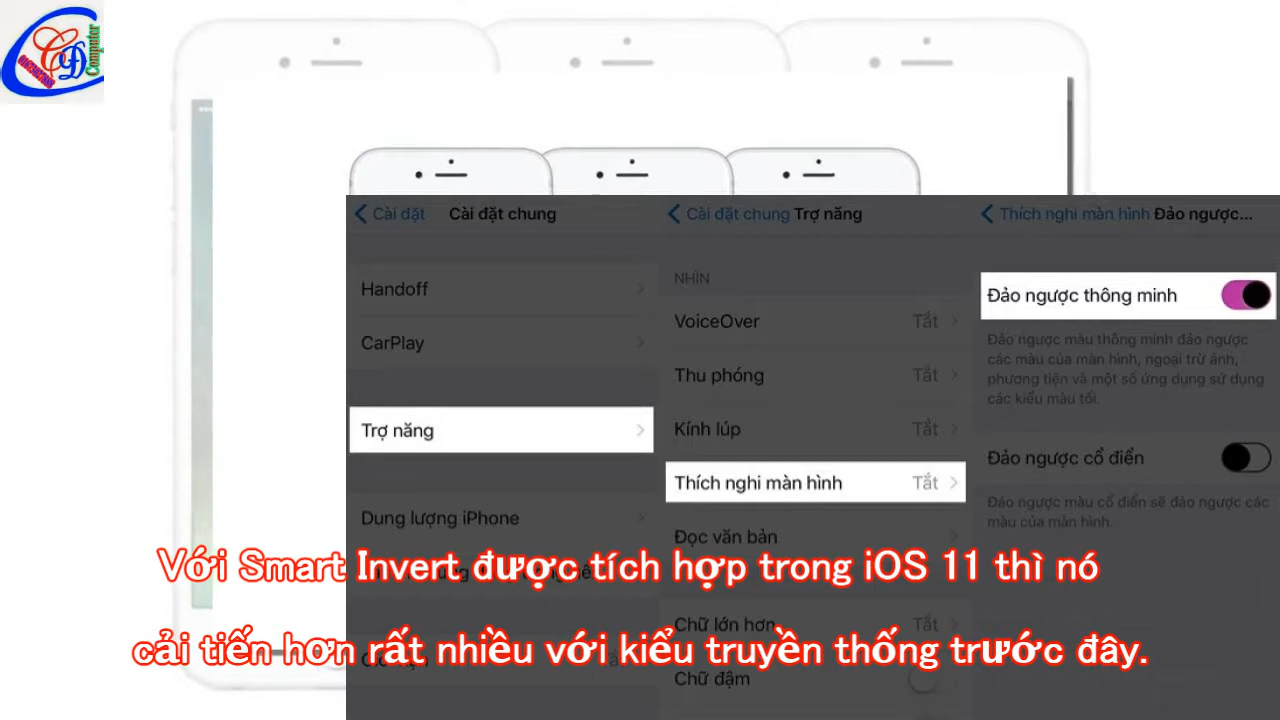 Computer
CĐ
Cài đặt
Cài đặt chung
Handoff
CarPlay
Trợ năng
Dung lượng iPhone
Cài đặt chung
Trợ năng
NHÌN
VoiceOver Tắt
Thu phóng Tắt
Kính lúp Tắt
Thích nghi màn hình Tắt
Đọc văn bản
Chữ lớn hơn Tắt
Chữ đậm
Thích nghi màn hình
Đảo ngược...
Đảo ngược thông minh
Đảo ngược màu thông minh đảo ngược
các màu của màn hình, ngoại trừ ảnh,
phương tiện và một số ứng dụng sử dụng
các kiểu màu tối.
Đảo ngược cổ điển
Đảo ngược màu cổ điển sẽ đảo ngược các
màu của màn hình.
Với Smart Invert được tích hợp trong iOS 11 thì nó
cải tiến hơn rất nhiều với kiểu truyền thống trước đây.